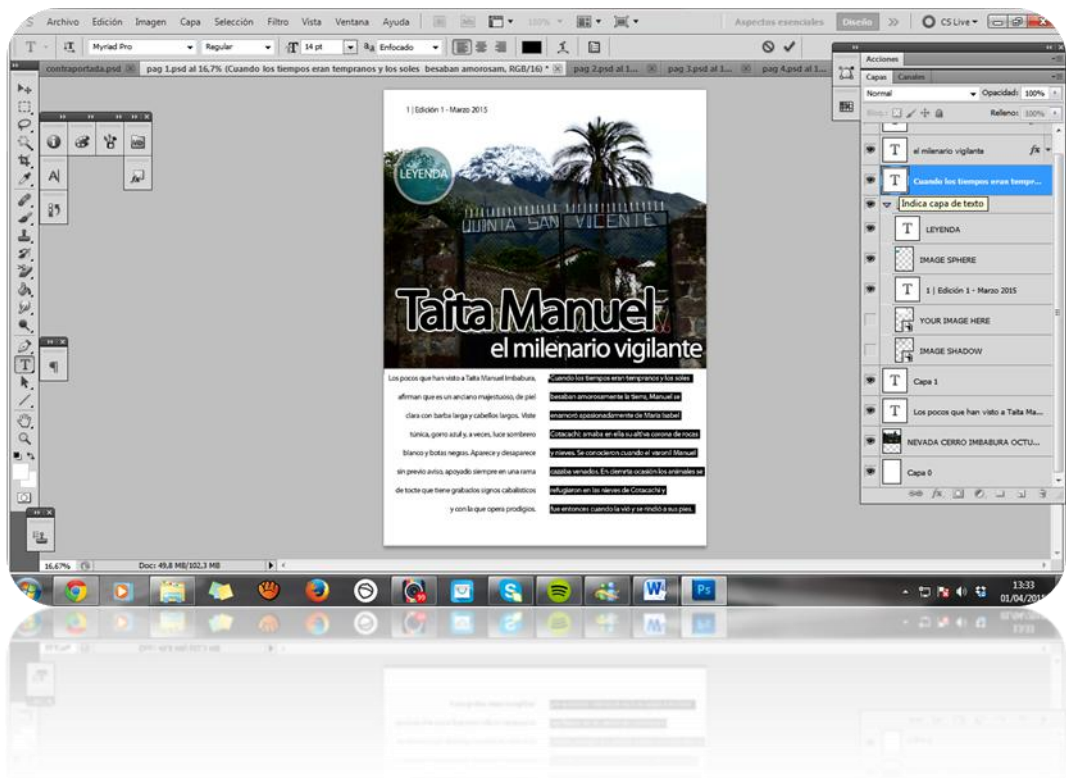 Archivo Edición Imagen Capa Selección Filtro Vista Ventana Ayuda
Aspectos esenciales Diseño CS Live
T Myriad Pro Regular 14 pt Enfocado
contraportada.psd pag 1.psd al 16,7% (Cuando los tiempos eran tempranos y los soles besaban amorosam, RGB/16) * pag 2.psd al 1... pag 3.psd al 1... pag 4.psd al 1...
1 | Edición 1 - Marzo 2015
LEYENDA
QUINTA SAN VICENTE
Taita Manuel
el milenario vigilante
Los pocos que han visto a Taita Manuel Imbabura,
afirman que es un anciano majestuoso, de piel
clara con barba larga y cabellos largos. Viste
túnica, gorro azul y, a veces, luce sombrero
blanco y botas negras. Aparece y desaparece
sin previo aviso, apoyado siempre en una rama
de tocte que tiene grabados signos cabalísticos
y con la que opera prodigios.
Cuando los tiempos eran tempranos y los soles
besaban amorosamente la tierra, Manuel se
enamoró apasionadamente de María Isabel
Cotacachi: amaba en ella su altiva corona de rocas
y nieves. Se conocieron cuando el varonil Manuel
cazaba venados. En cierreta ocasión los animales se
refugiaron en las nieves de Cotacachi y
fue entonces cuando la vió y se rindió a sus pies.
Acciones
Capas Canales
Normal Opacidad: 100%
Bloq.: Relleno: 100%
T el milenario vigilante fx
T Cuando los tiempos eran tempr...
Indica capa de texto
T LEYENDA
IMAGE SPHERE
T 1 | Edición 1 - Marzo 2015
YOUR IMAGE HERE
IMAGE SHADOW
T Capa 1
T Los pocos que han visto a Taita Ma...
NEVADA CERRO IMBABURA OCTU...
Capa 0
16,67% Doc: 49,8 MB/102,3 MB
Ps
13:33
01/04/2015